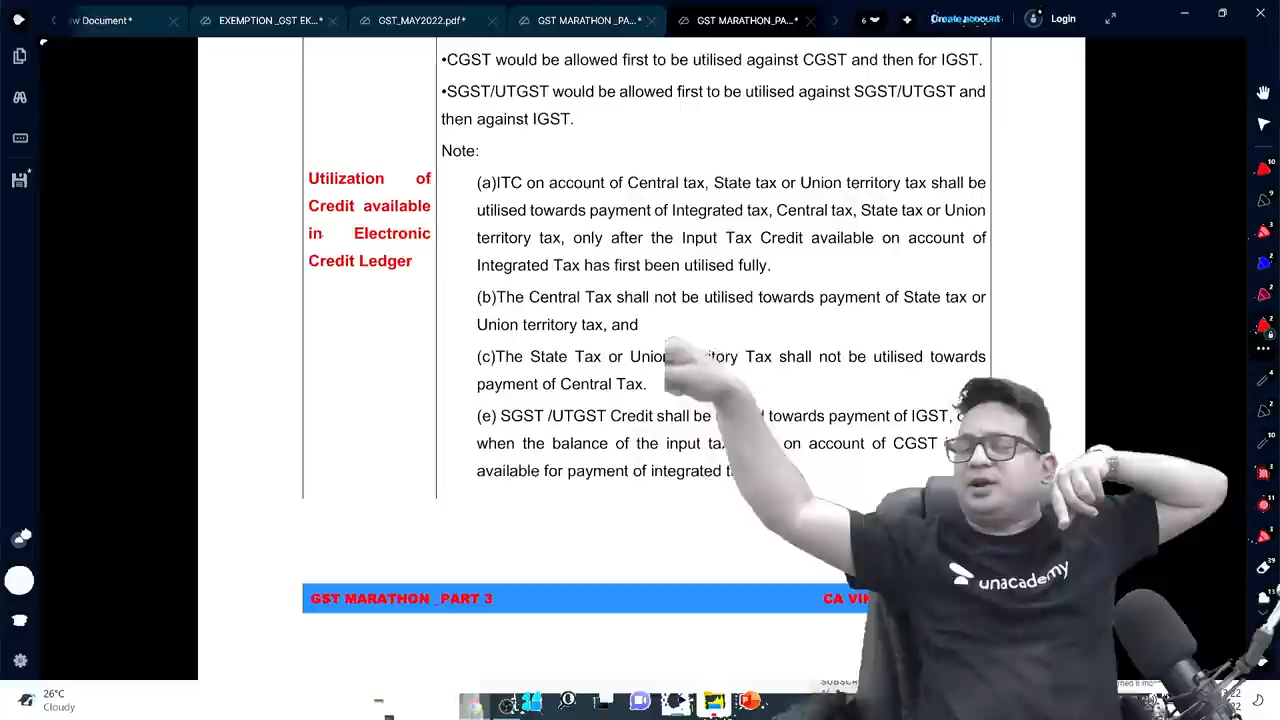 w Document*
EXEMPTION _GST EK...*
GST_MAY2022.pdf*
GST MARATHON _PA...*
GST MARATHON_PA...*
6
Create account
Login
•CGST would be allowed first to be utilised against CGST and then for IGST.
•SGST/UTGST would be allowed first to be utilised against SGST/UTGST and
then against IGST.
Note:
Utilization of
Credit available
in Electronic
Credit Ledger
(a)ITC on account of Central tax, State tax or Union territory tax shall be
utilised towards payment of Integrated tax, Central tax, State tax or Union
territory tax, only after the Input Tax Credit available on account of
Integrated Tax has first been utilised fully.
(b)The Central Tax shall not be utilised towards payment of State tax or
Union territory tax, and
(c)The State Tax or Union Tax shall not be utilised towards
payment of Central Tax.
(e) SGST /UTGST Credit shall be towards payment of IGST,
when the balance of the input on account of CGST
available for payment of integrated
GST MARATHON _PART 3
CA
unacademy
26°C
Cloudy